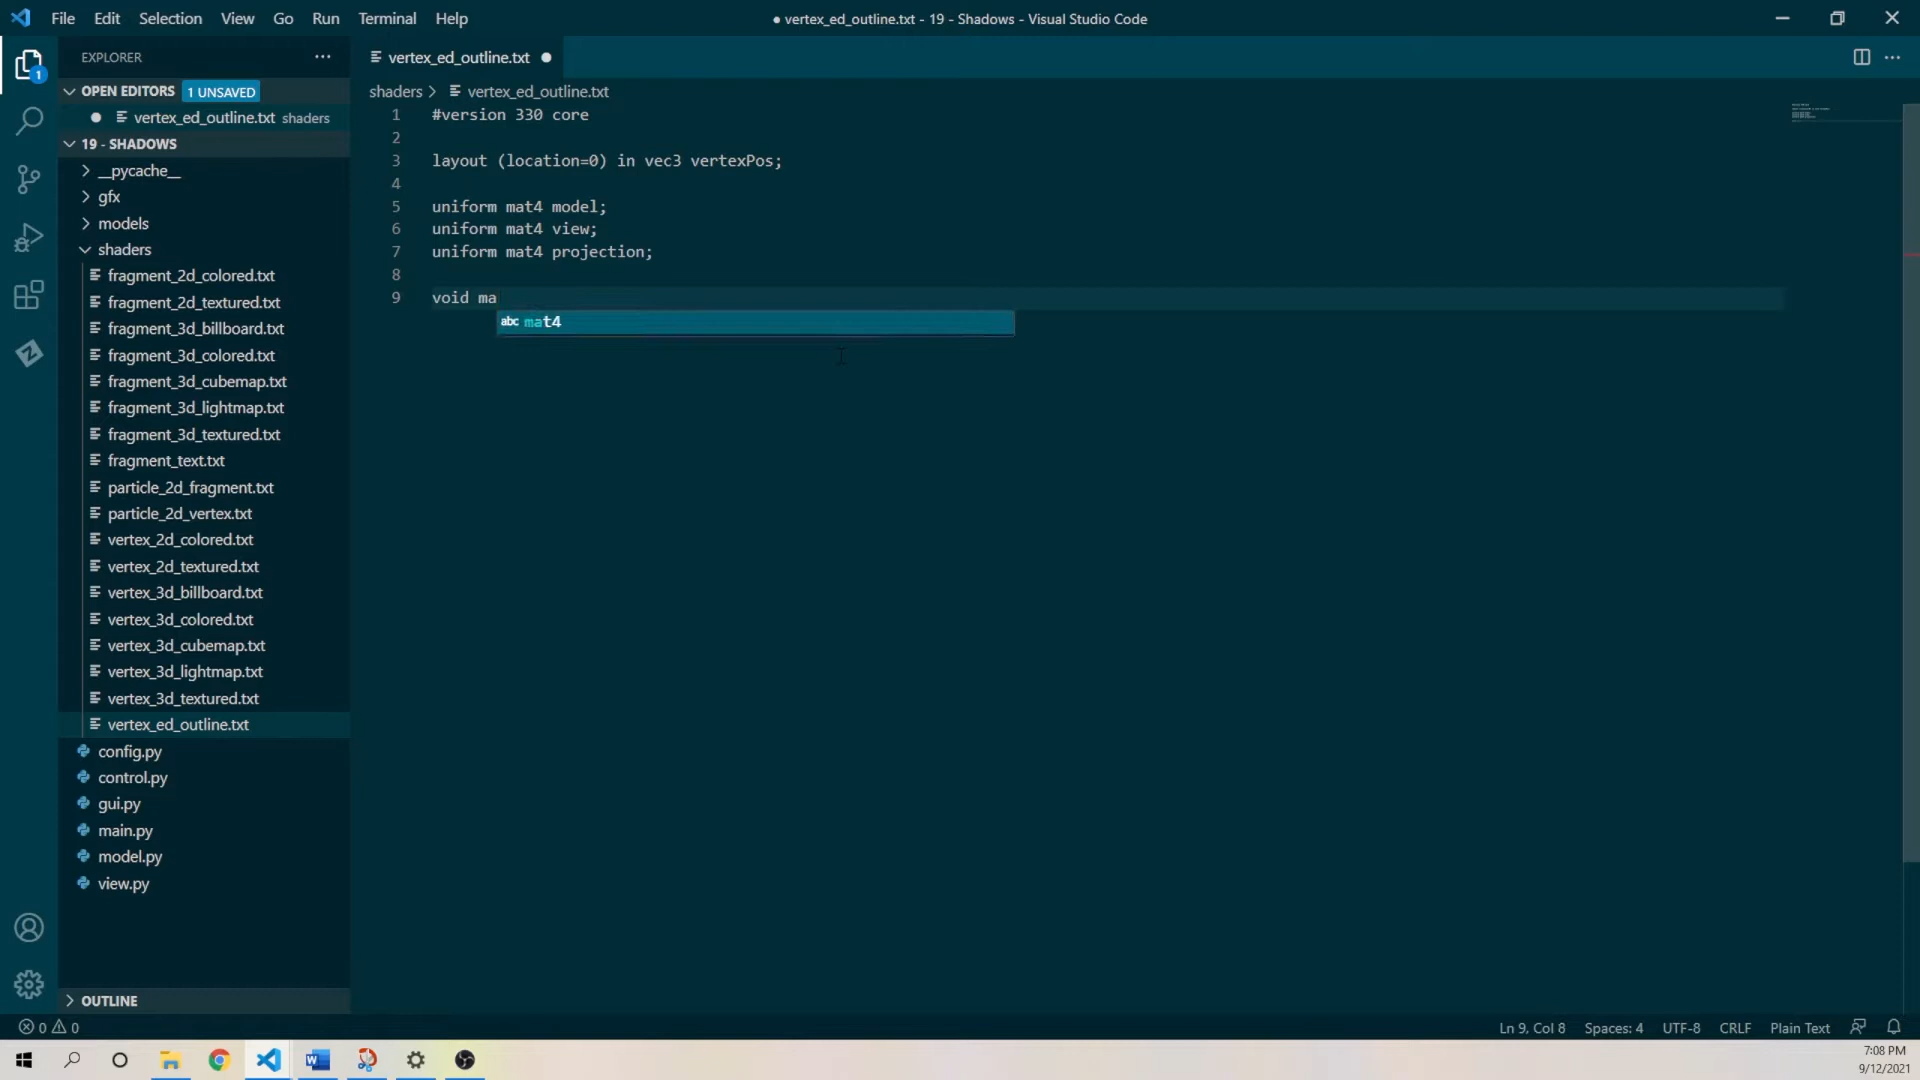 File Edit Selection View Go Run Terminal Help
● vertex_ed_outline.txt - 19 - Shadows - Visual Studio Code
EXPLORER
vertex_ed_outline.txt
1
OPEN EDITORS 1 UNSAVED
shaders > vertex_ed_outline.txt
vertex_ed_outline.txt shaders
19 - SHADOWS
__pycache__
gfx
models
shaders
fragment_2d_colored.txt
fragment_2d_textured.txt
fragment_3d_billboard.txt
fragment_3d_colored.txt
fragment_3d_cubemap.txt
fragment_3d_lightmap.txt
fragment_3d_textured.txt
fragment_text.txt
particle_2d_fragment.txt
particle_2d_vertex.txt
vertex_2d_colored.txt
vertex_2d_textured.txt
vertex_3d_billboard.txt
vertex_3d_colored.txt
vertex_3d_cubemap.txt
vertex_3d_lightmap.txt
vertex_3d_textured.txt
vertex_ed_outline.txt
config.py
control.py
gui.py
main.py
model.py
view.py
OUTLINE
1 #version 330 core
2
3 layout (location=0) in vec3 vertexPos;
4
5 uniform mat4 model;
6 uniform mat4 view;
7 uniform mat4 projection;
8
9 void ma
abc mat4
0 0
Ln 9, Col 8 Spaces: 4 UTF-8 CRLF Plain Text
7:08 PM
9/12/2021